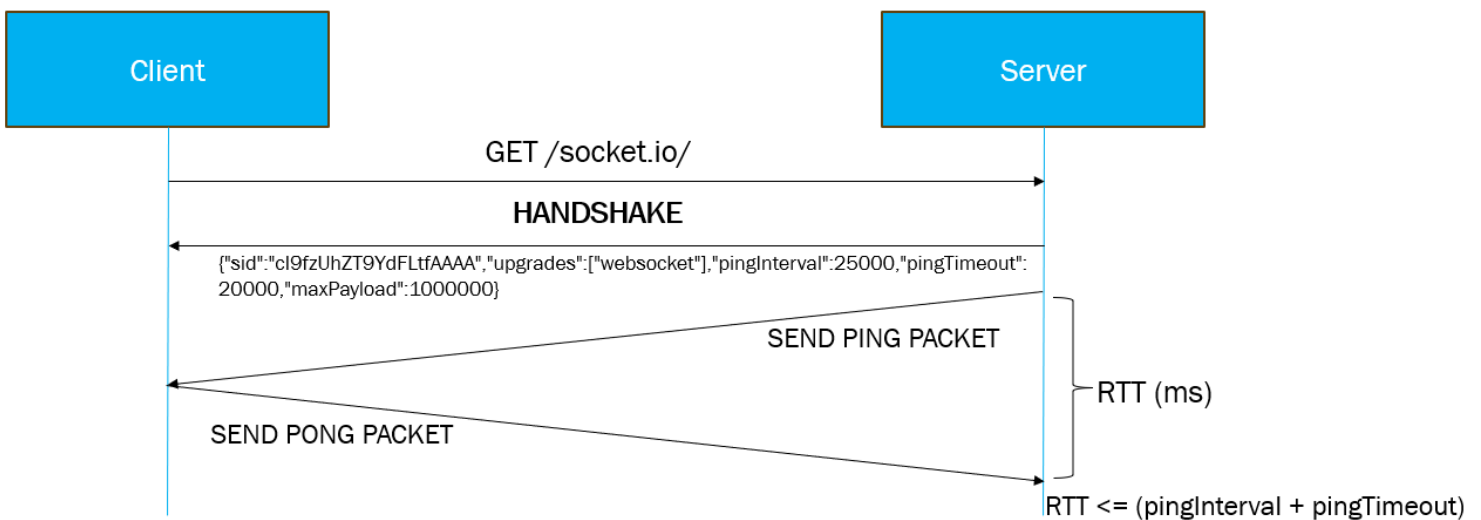 Client
Server
GET /socket.io/
HANDSHAKE
{"sid":"cI9fzUhZT9YdFLtfAAAA","upgrades":["websocket"],"pingInterval":25000,"pingTimeout":
20000,"maxPayload":1000000}
SEND PING PACKET
RTT (ms)
SEND PONG PACKET
RTT <= (pingInterval + pingTimeout)